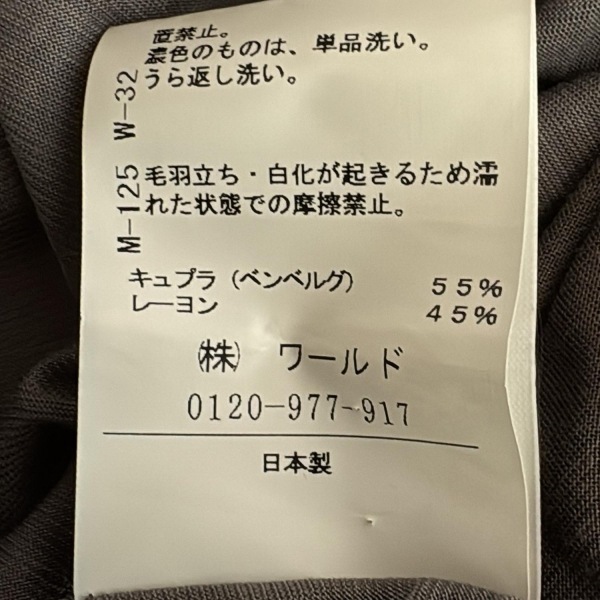 置禁止。
濃色のものは、単品洗い。
うら返し洗い。
W-32
毛羽立ち・白化が起きるため濡
れた状態での摩擦禁止。
M-125
キュプラ（ベンベルグ） 55%
レーヨン 45%
㈱ ワールド
0120-977-917
日本製